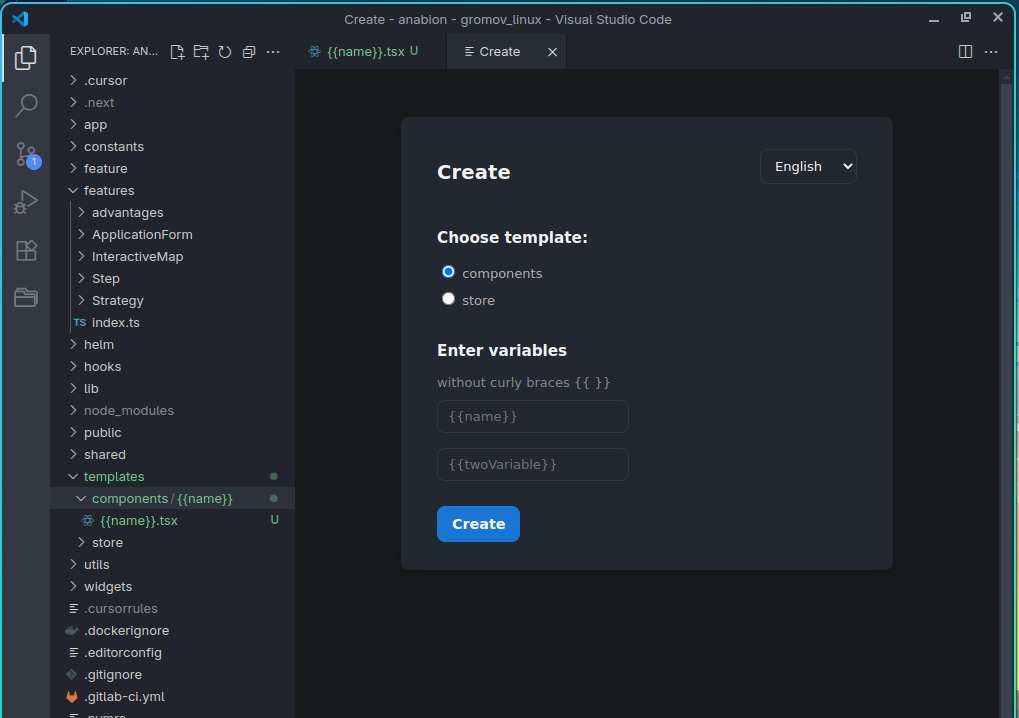 Create - anabion - gromov_linux - Visual Studio Code
EXPLORER: AN...
{{name}}.tsx U
Create
.cursor
.next
app
constants
feature
features
advantages
ApplicationForm
InteractiveMap
Step
Strategy
TS index.ts
helm
hooks
lib
node_modules
public
shared
templates
components / {{name}}
{{name}}.tsx U
store
utils
widgets
.cursorrules
.dockerignore
.editorconfig
.gitignore
.gitlab-ci.yml
1
Create
English
Choose template:
components
store
Enter variables
without curly braces {{ }}
{{name}}
{{twoVariable}}
Create